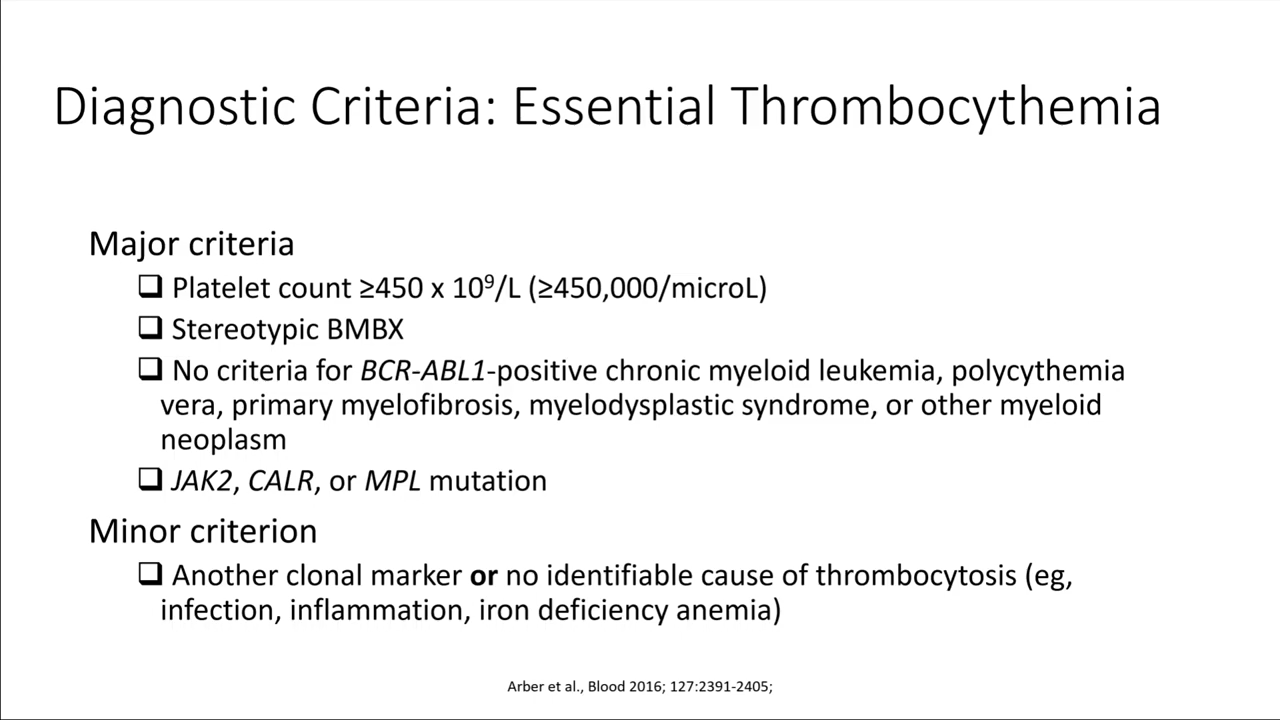 Diagnostic Criteria: Essential Thrombocythemia
Major criteria
❑ Platelet count ≥450 x 10⁹/L (≥450,000/microL)
❑ Stereotypic BMBX
❑ No criteria for BCR-ABL1-positive chronic myeloid leukemia, polycythemia
vera, primary myelofibrosis, myelodysplastic syndrome, or other myeloid
neoplasm
❑ JAK2, CALR, or MPL mutation
Minor criterion
❑ Another clonal marker or no identifiable cause of thrombocytosis (eg,
infection, inflammation, iron deficiency anemia)
Arber et al., Blood 2016; 127:2391-2405;